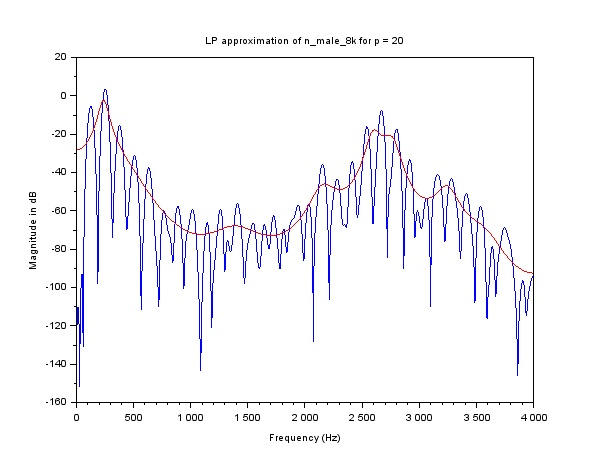 LP approximation of n_male_8k for p = 20
20
0
-20
-40
-60
-80
-100
-120
-140
-160
Magnitude in dB
0 500 1 000 1 500 2 000 2 500 3 000 3 500 4 000
Frequency (Hz)